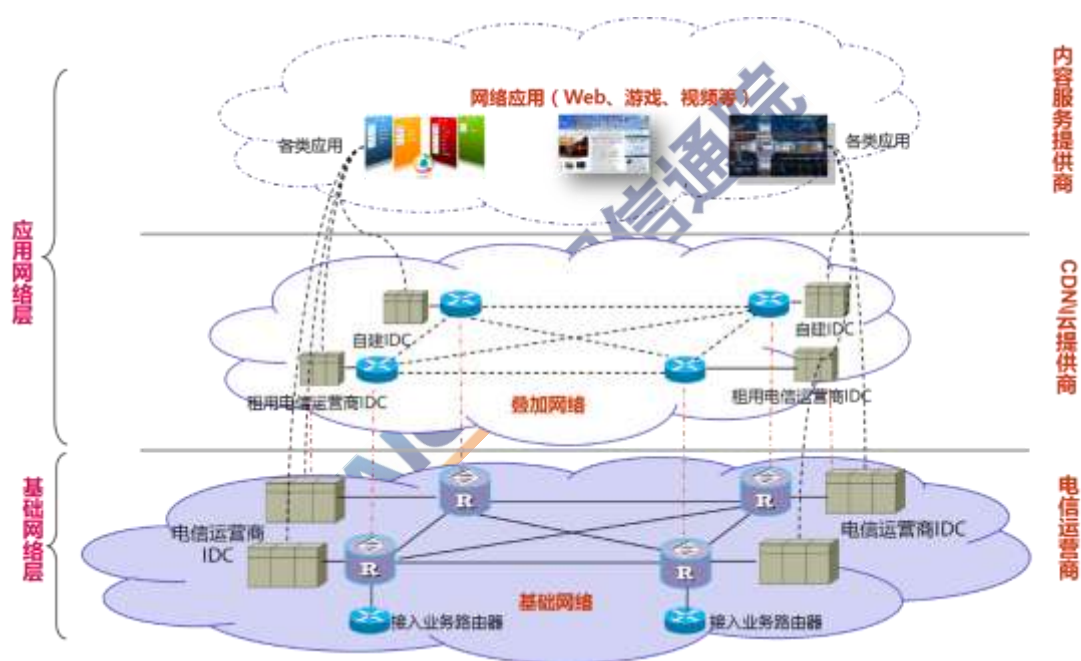 网络应用（Web、游戏、视频等）
各类应用
各类应用
内容服务提供商
应用网络层
自建IDC
自建IDC
租用电信运营商IDC
租用电信运营商IDC
叠加网络
CDN/云提供商
基础网络层
电信运营商
IDC
电信运营商IDC
R
R
R
R
基础网络
接入业务路由器
接入业务路由器
电信运营商
信通院